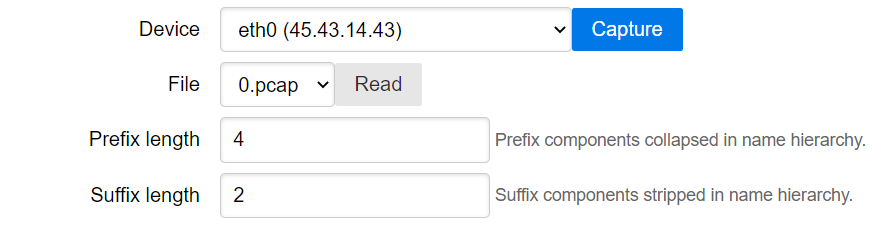 Device eth0 (45.43.14.43) Capture
File 0.pcap Read
Prefix length 4 Prefix components collapsed in name hierarchy.
Suffix length 2 Suffix components stripped in name hierarchy.